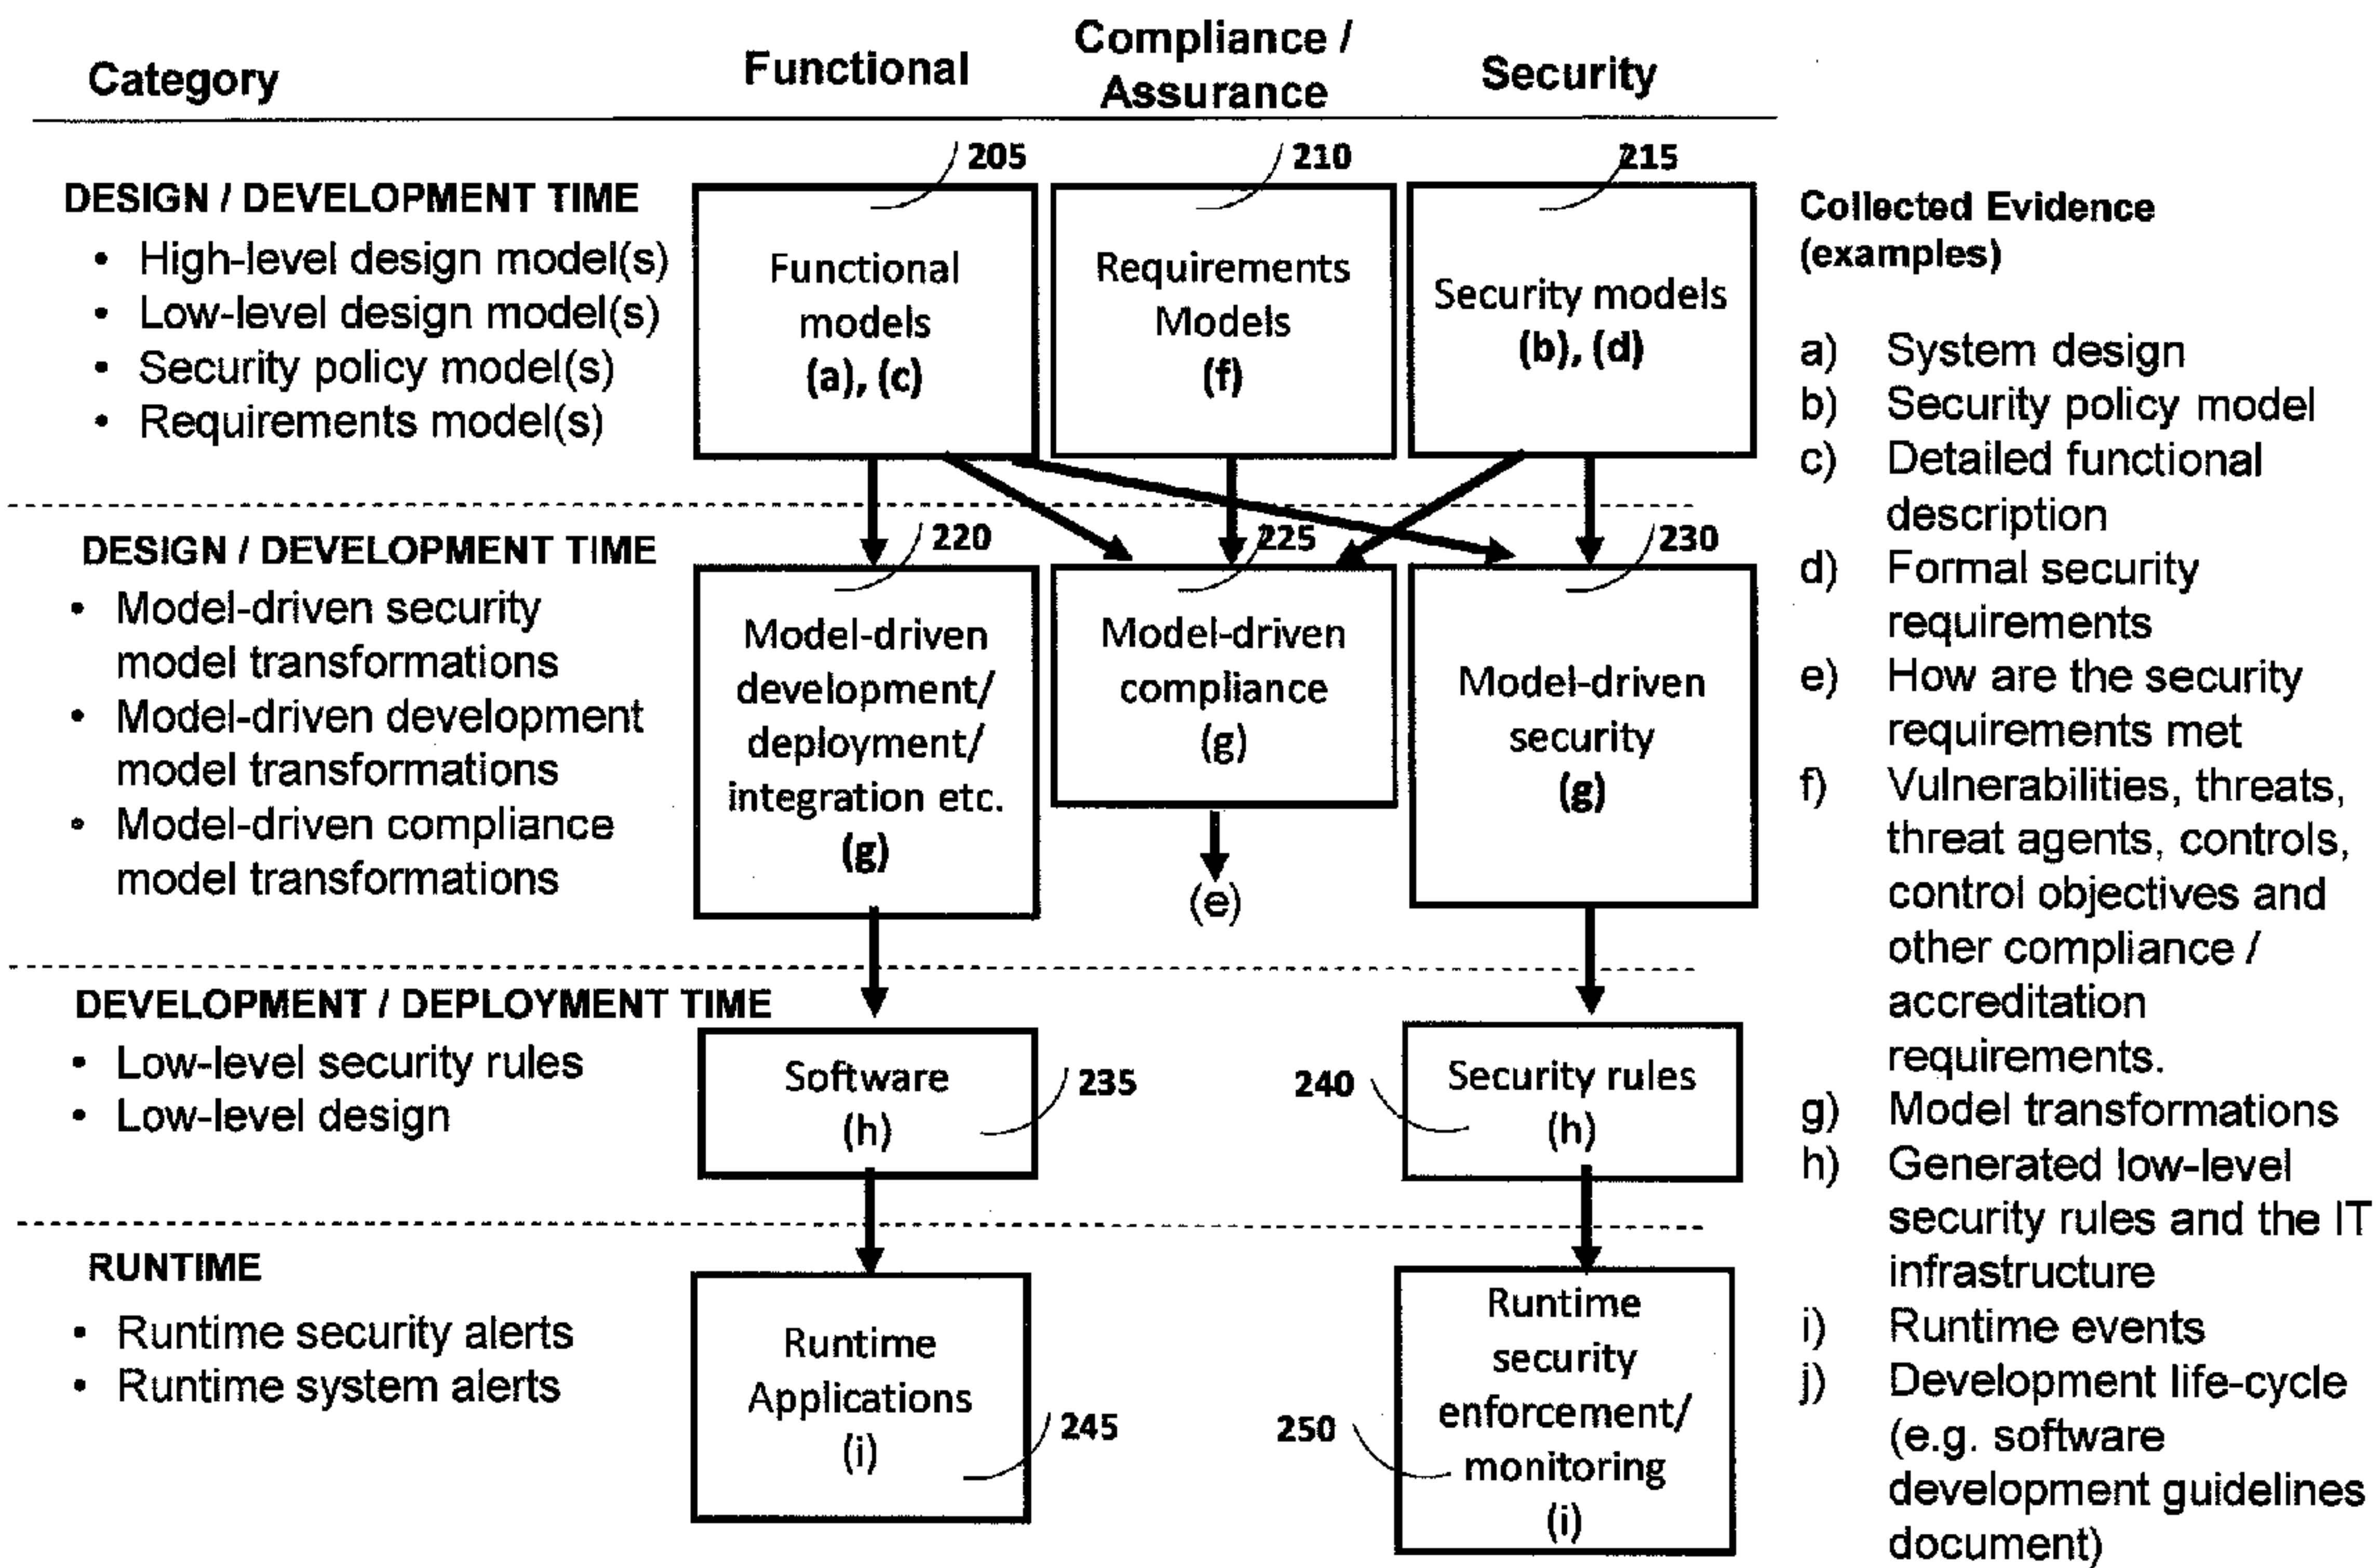 Category
Functional
Compliance /
Assurance
Security
205
210
215
DESIGN / DEVELOPMENT TIME
• High-level design model(s)
• Low-level design model(s)
• Security policy model(s)
• Requirements model(s)
Functional
models
(a), (c)
Requirements
Models
(f)
Security models
(b), (d)
220
225
230
DESIGN / DEVELOPMENT TIME
• Model-driven security
model transformations
• Model-driven development
model transformations
• Model-driven compliance
model transformations
Model-driven
development/
deployment/
integration etc.
(g)
Model-driven
compliance
(g)
(e)
Model-driven
security
(g)
DEVELOPMENT / DEPLOYMENT TIME
• Low-level security rules
• Low-level design
Software
(h)
235
240
Security rules
(h)
RUNTIME
• Runtime security alerts
• Runtime system alerts
Runtime
Applications
(i)
245
250
Runtime
security
enforcement/
monitoring
(i)
Collected Evidence
(examples)
a) System design
b) Security policy model
c) Detailed functional
description
d) Formal security
requirements
e) How are the security
requirements met
f) Vulnerabilities, threats,
threat agents, controls,
control objectives and
other compliance /
accreditation
requirements.
g) Model transformations
h) Generated low-level
security rules and the IT
infrastructure
i) Runtime events
j) Development life-cycle
(e.g. software
development guidelines
document)